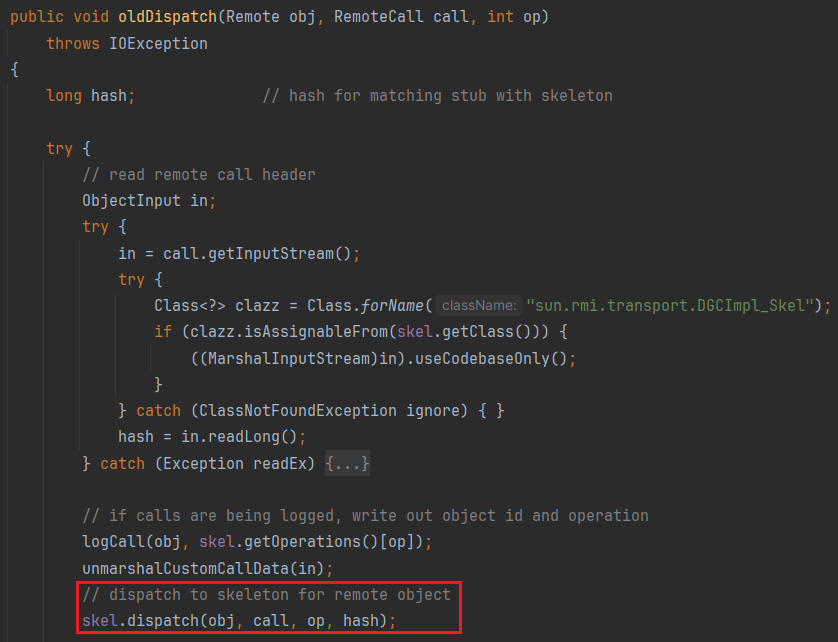 public void oldDispatch(Remote obj, RemoteCall call, int op)
throws IOException
{
long hash; // hash for matching stub with skeleton
try {
// read remote call header
ObjectInput in;
try {
in = call.getInputStream();
try {
Class<?> clazz = Class.forName( className: "sun.rmi.transport.DGCImpl_Skel");
if (clazz.isAssignableFrom(skel.getClass())) {
((MarshalInputStream)in).useCodebaseOnly();
}
} catch (ClassNotFoundException ignore) { }
hash = in.readLong();
} catch (Exception readEx) {...}
// if calls are being logged, write out object id and operation
logCall(obj, skel.getOperations()[op]);
unmarshalCustomCallData(in);
// dispatch to skeleton for remote object
skel.dispatch(obj, call, op, hash);